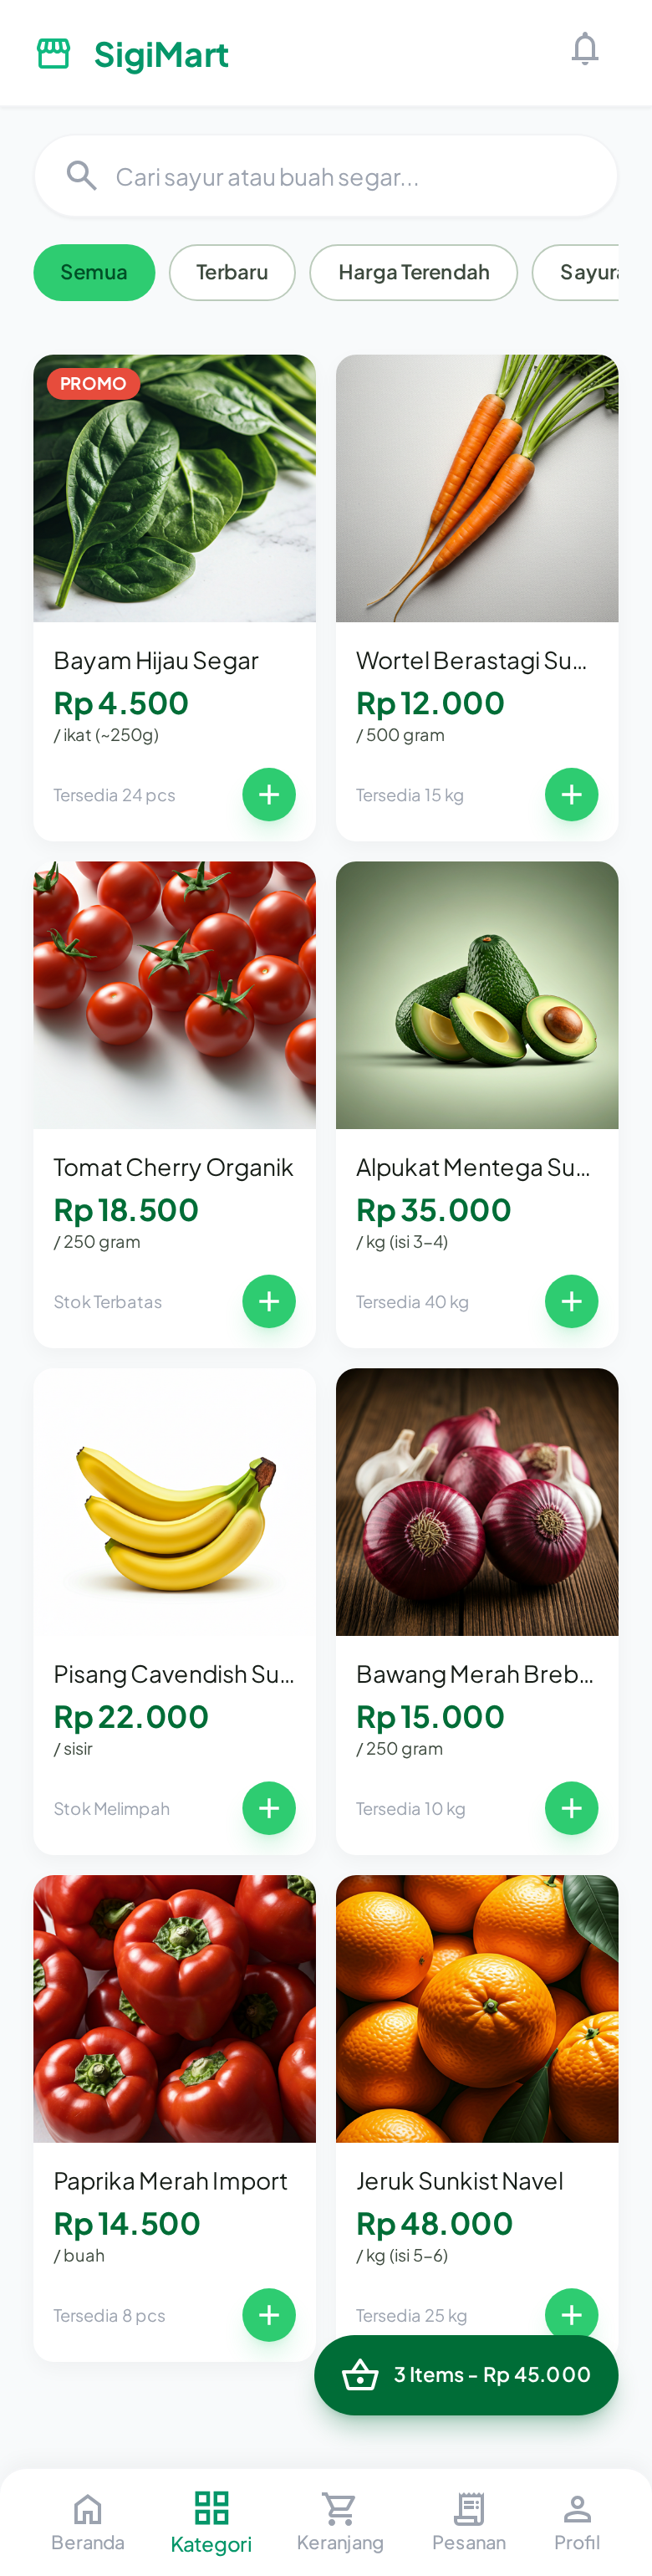 SigiMart
Cari sayur atau buah segar...
Semua
Terbaru
Harga Terendah
Sayura
PROMO
Bayam Hijau Segar
Rp 4.500
/ ikat (~250g)
Tersedia 24 pcs
Wortel Berastagi Su...
Rp 12.000
/ 500 gram
Tersedia 15 kg
Tomat Cherry Organik
Rp 18.500
/ 250 gram
Stok Terbatas
Alpukat Mentega Su...
Rp 35.000
/ kg (isi 3-4)
Tersedia 40 kg
Pisang Cavendish Su...
Rp 22.000
/ sisir
Stok Melimpah
Bawang Merah Breb...
Rp 15.000
/ 250 gram
Tersedia 10 kg
Paprika Merah Import
Rp 14.500
/ buah
Tersedia 8 pcs
Jeruk Sunkist Navel
Rp 48.000
/ kg (isi 5-6)
Tersedia 25 kg
3 Items - Rp 45.000
Beranda
Kategori
Keranjang
Pesanan
Profil